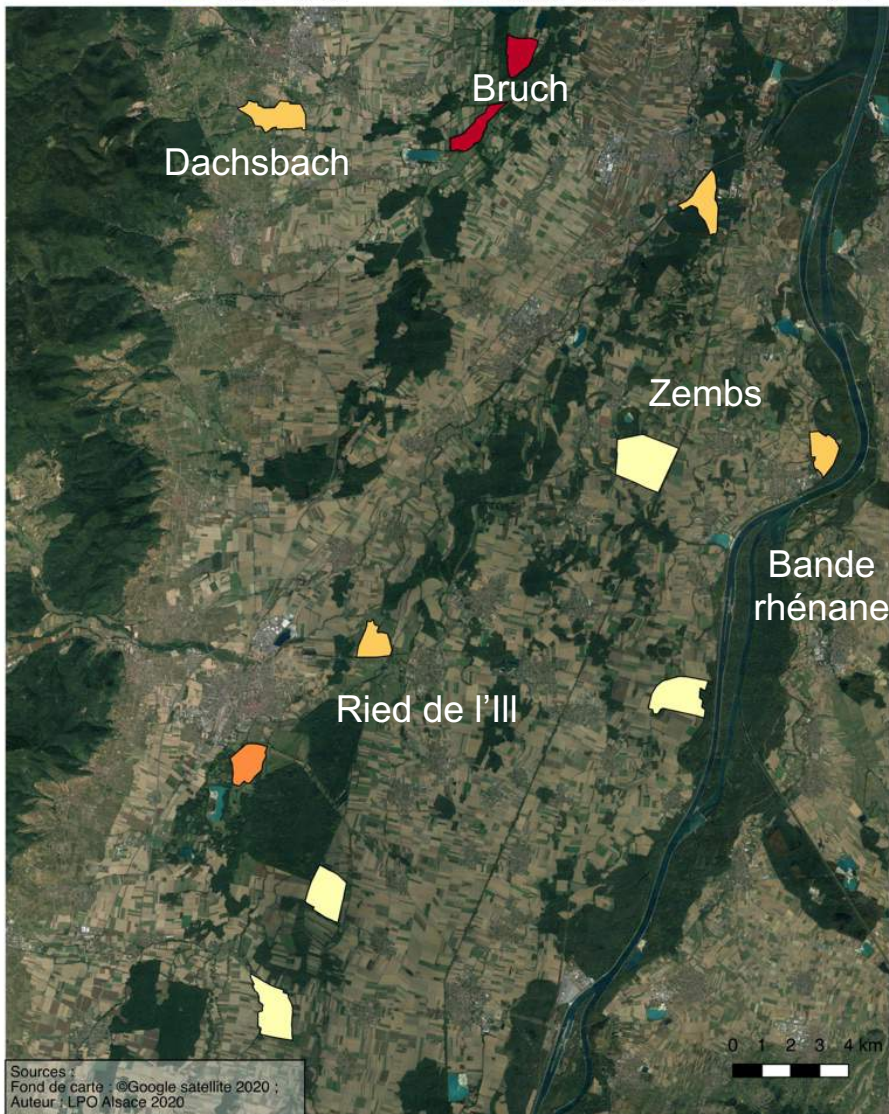 Bruch
Dachsbach
Zembs
Bande
rhénane
Ried de l'Ill
0 1 2 3 4 km
Sources :
Fond de carte : ©Google satellite 2020 ;
Auteur : LPO Alsace 2020